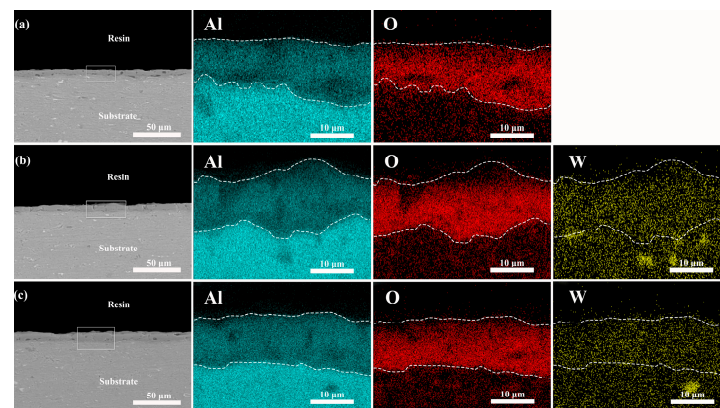 (a) Resin Al O
Substrate
50 μm 10 μm 10 μm
(b) Resin Al O W
Substrate
50 μm 10 μm 10 μm 10 μm
(c) Resin Al O W
Substrate
50 μm 10 μm 10 μm 10 μm